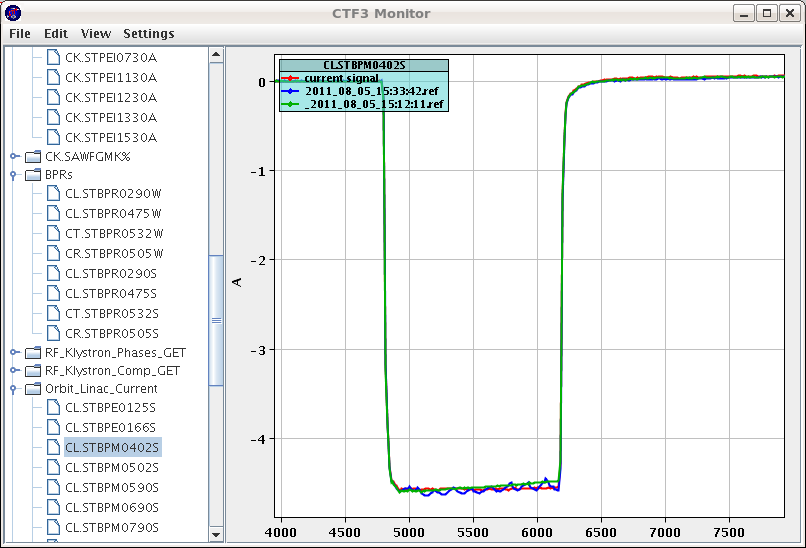 CTF3 Monitor
File Edit View Settings
CK.STPEI0730A
CK.STPEI1130A
CK.STPEI1230A
CK.STPEI1330A
CK.STPEI1530A
CK.SAWFGMK%
BPRs
CL.STBPR0290W
CL.STBPR0475W
CT.STBPR0532W
CR.STBPR0505W
CL.STBPR0290S
CL.STBPR0475S
CT.STBPR0532S
CR.STBPR0505S
RF_Klystron_Phases_GET
RF_Klystron_Comp_GET
Orbit_Linac_Current
CL.STBPE0125S
CL.STBPE0166S
CL.STBPM0402S
CL.STBPM0502S
CL.STBPM0590S
CL.STBPM0690S
CL.STBPM0790S
CLSTBPM0402S
current signal
2011_08_05_15:33:42.ref
_2011_08_05_15:12:11.ref
0
-1
-2
-3
-4
A
4000 4500 5000 5500 6000 6500 7000 7500